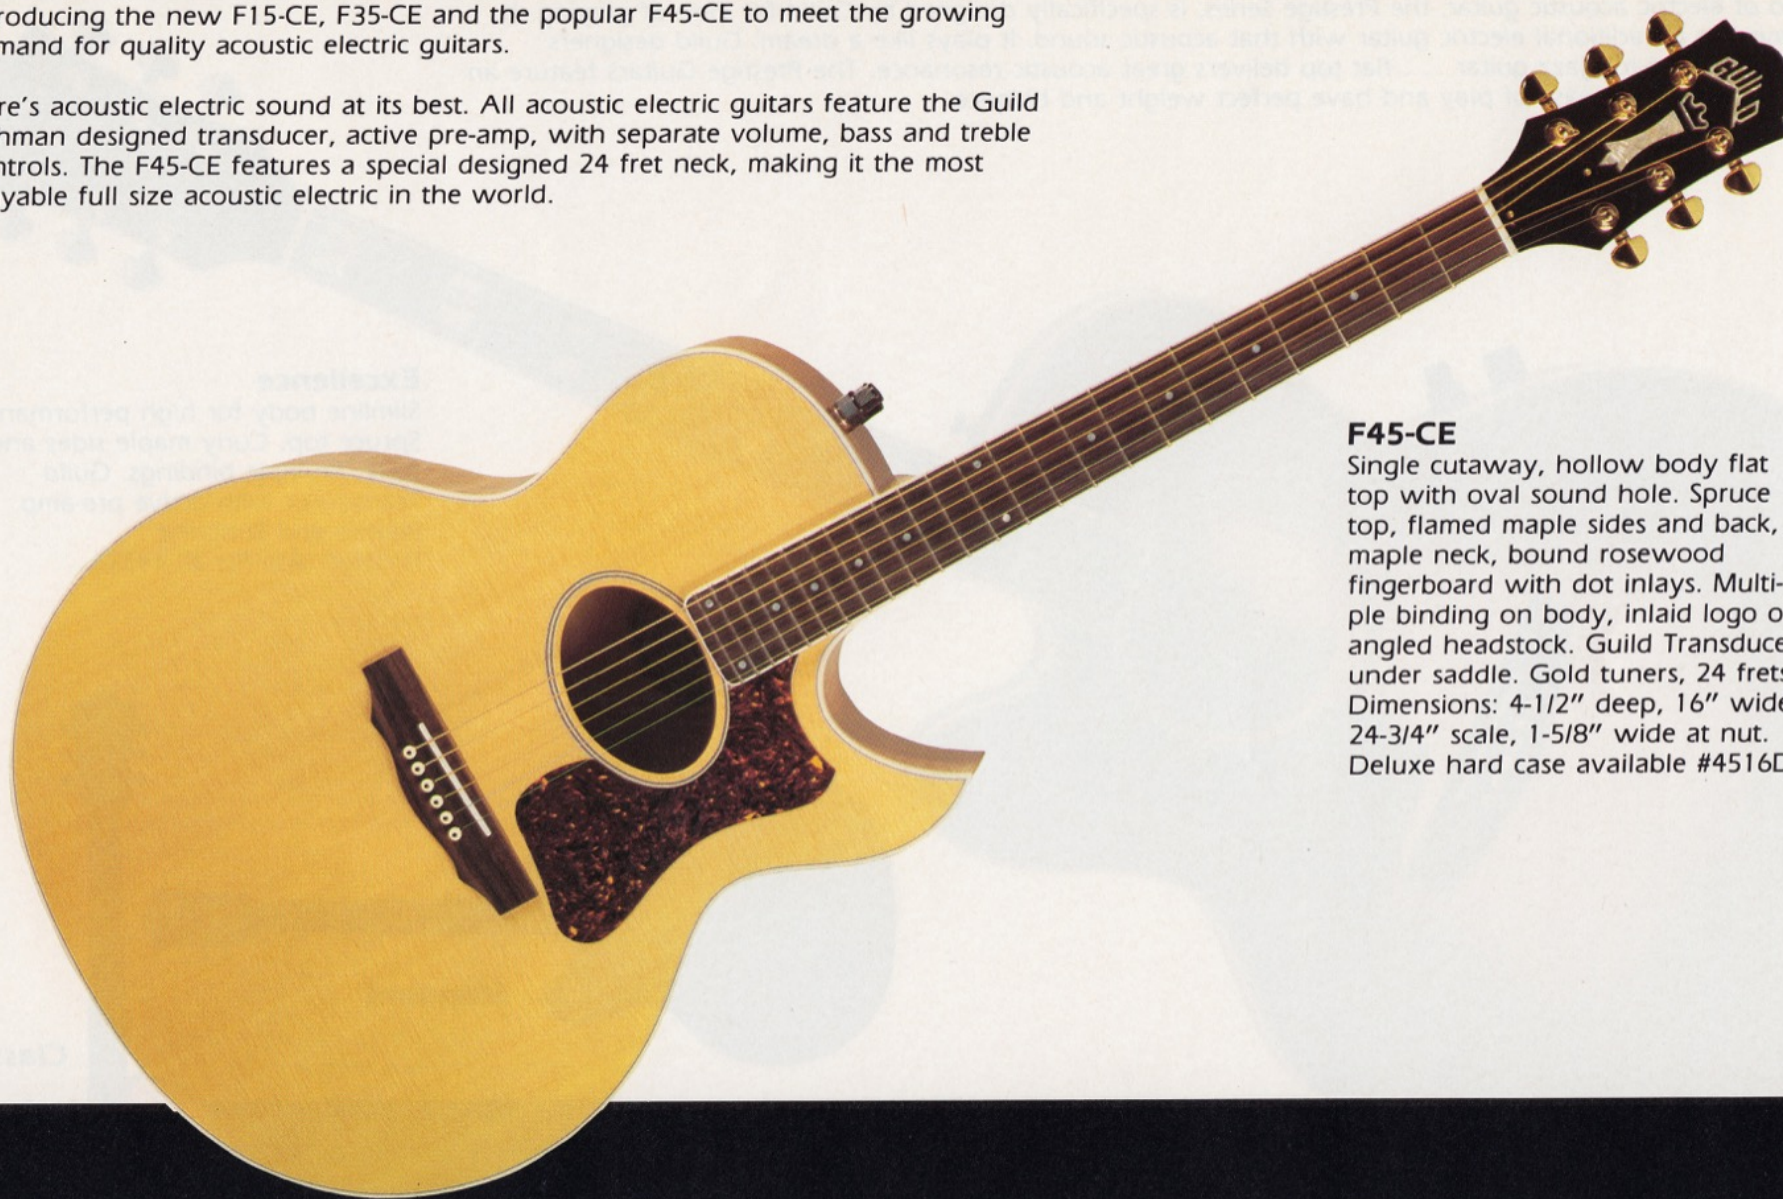 roducing the new F15-CE, F35-CE and the popular F45-CE to meet the growing
mand for quality acoustic electric guitars.
re's acoustic electric sound at its best. All acoustic electric guitars feature the Guild
hman designed transducer, active pre-amp, with separate volume, bass and treble
ntrols. The F45-CE features a special designed 24 fret neck, making it the most
yable full size acoustic electric in the world.
GUILD
F45-CE
Single cutaway, hollow body flat
top with oval sound hole. Spruce
top, flamed maple sides and back,
maple neck, bound rosewood
fingerboard with dot inlays. Multi-
ple binding on body, inlaid logo o
angled headstock. Guild Transduce
under saddle. Gold tuners, 24 frets
Dimensions: 4-1/2" deep, 16" wide
24-3/4" scale, 1-5/8" wide at nut.
Deluxe hard case available #4516D